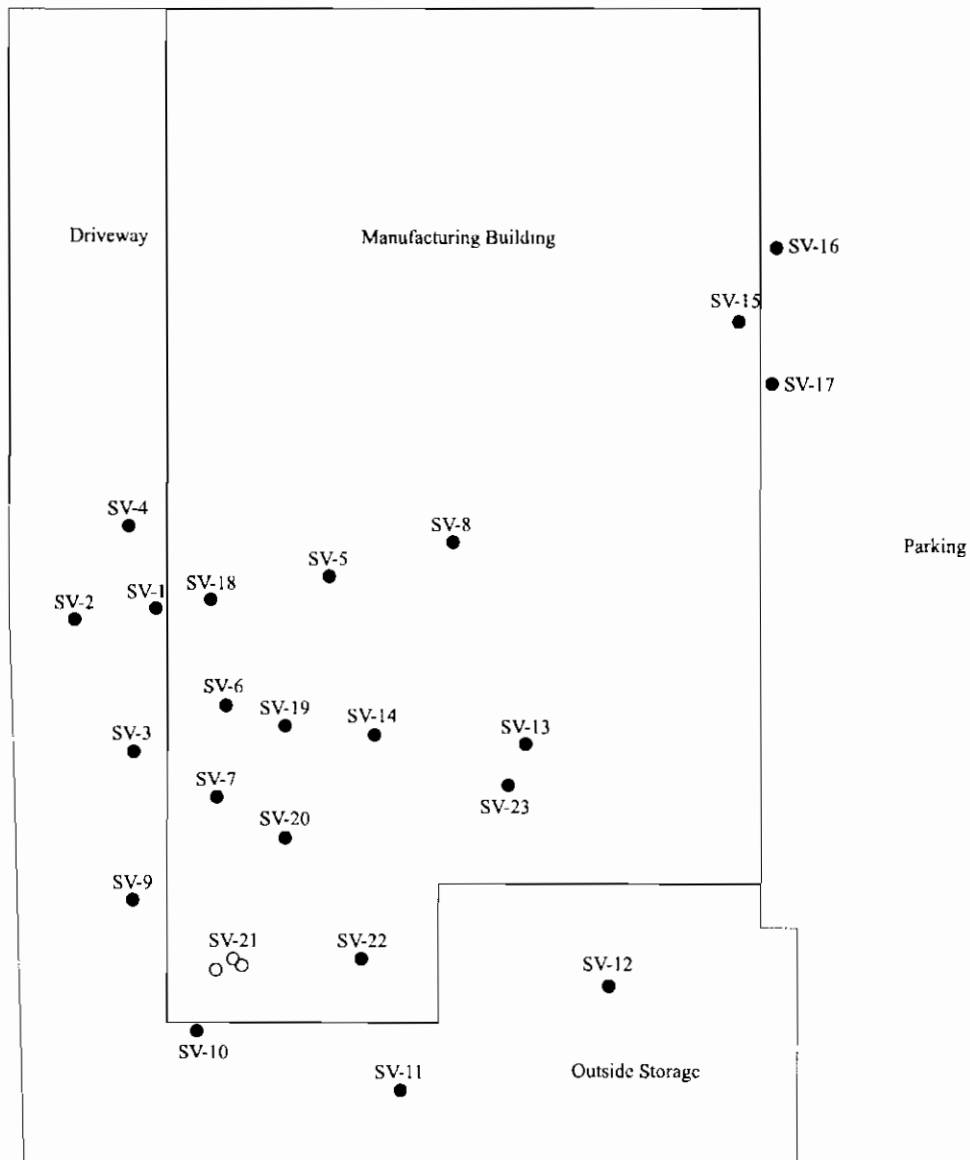 Driveway
Manufacturing Building
SV-16
SV-15
SV-17
SV-4
SV-8
Parking
SV-5
SV-18
SV-1
SV-2
SV-6
SV-19
SV-14
SV-13
SV-3
SV-7
SV-23
SV-20
SV-9
SV-21
SV-22
SV-12
SV-10
SV-11
Outside Storage